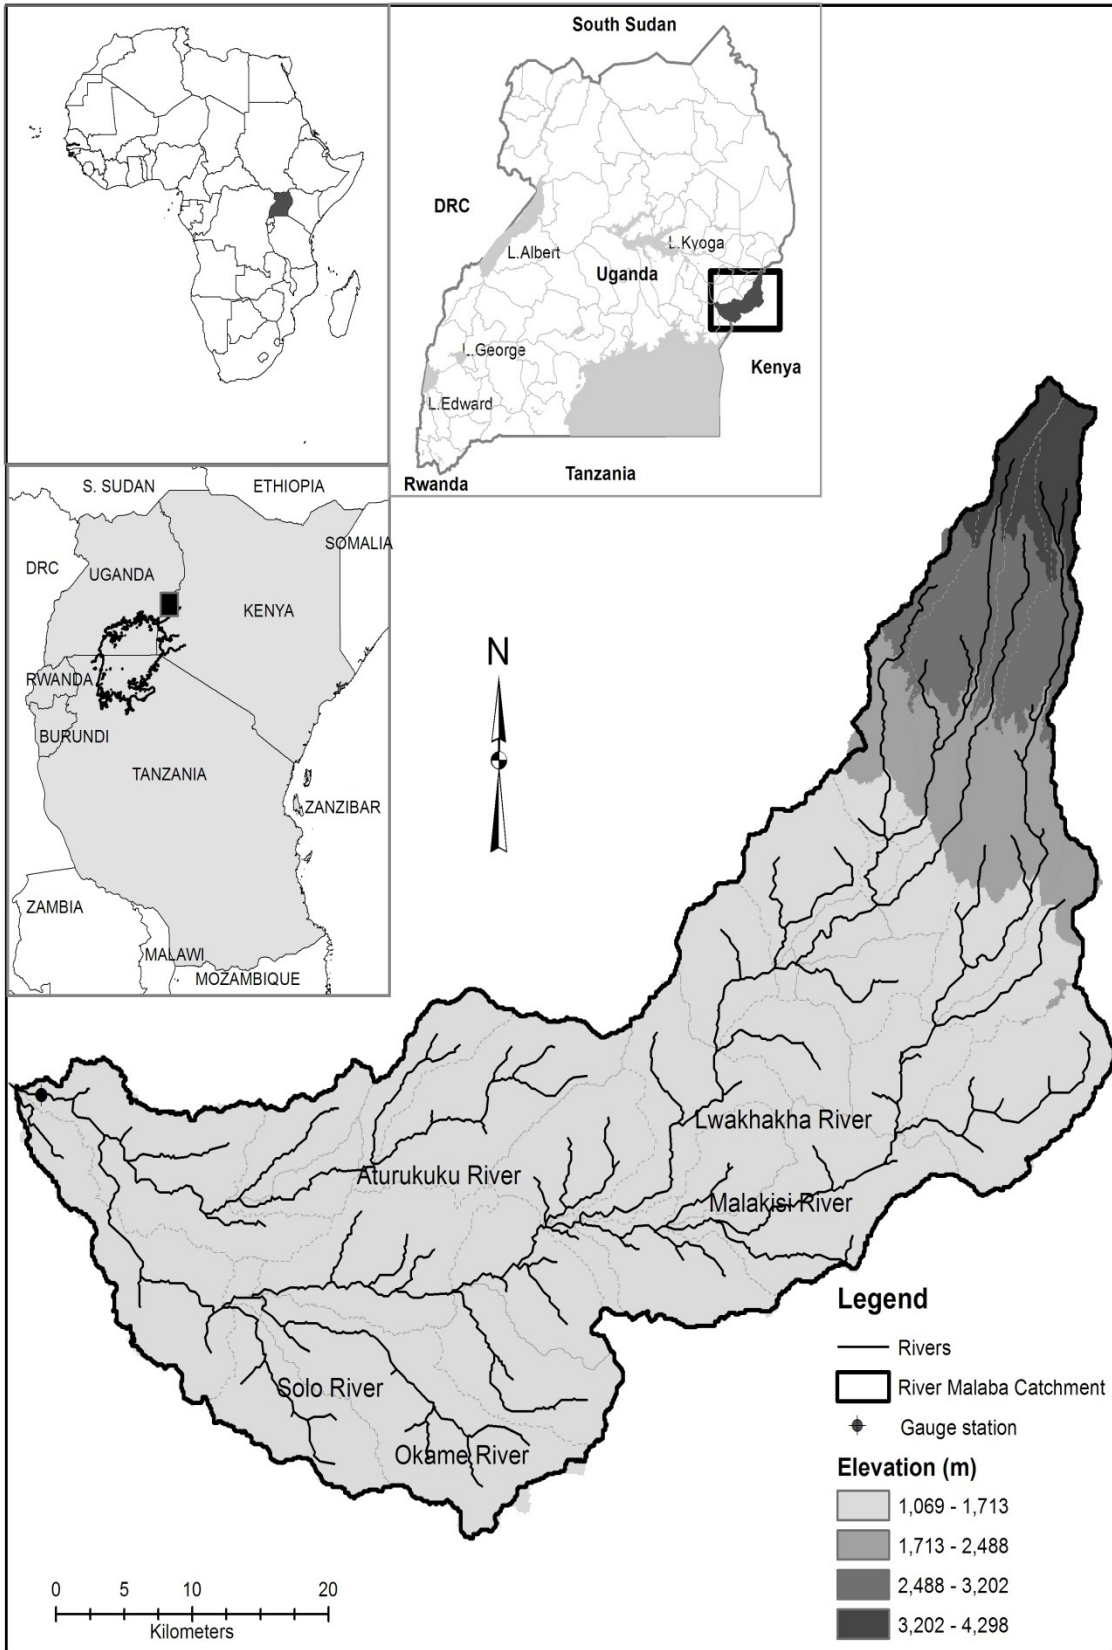 South Sudan
DRC
L.Albert
L.Kyoga
Uganda
L.George
Kenya
L.Edward
Rwanda
Tanzania
S. SUDAN
ETHIOPIA
SOMALIA
DRC
UGANDA
KENYA
RWANDA
BURUNDI
TANZANIA
ZANZIBAR
ZAMBIA
MALAWI
MOZAMBIQUE
N
Lwakhakha River
Aturukuku River
Malakisi River
Solo River
Okame River
Legend
Rivers
River Malaba Catchment
Gauge station
Elevation (m)
1,069 - 1,713
1,713 - 2,488
2,488 - 3,202
3,202 - 4,298
0 5 10 20
Kilometers